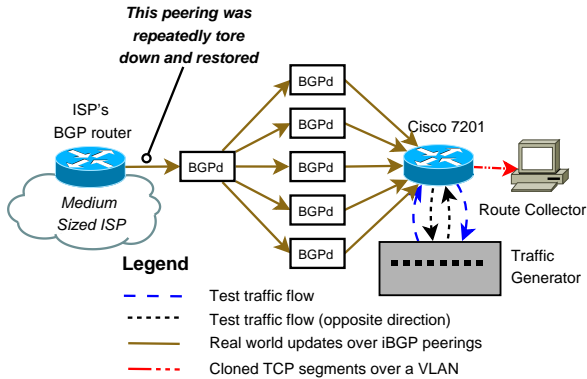 This peering was
repeatedly tore
down and restored
ISP's
BGP router
BGPd
BGPd
BGPd
BGPd
BGPd
BGPd
Cisco 7201
Medium
Sized ISP
Route Collector
Traffic
Generator
Legend
Test traffic flow
Test traffic flow (opposite direction)
Real world updates over iBGP peerings
Cloned TCP segments over a VLAN